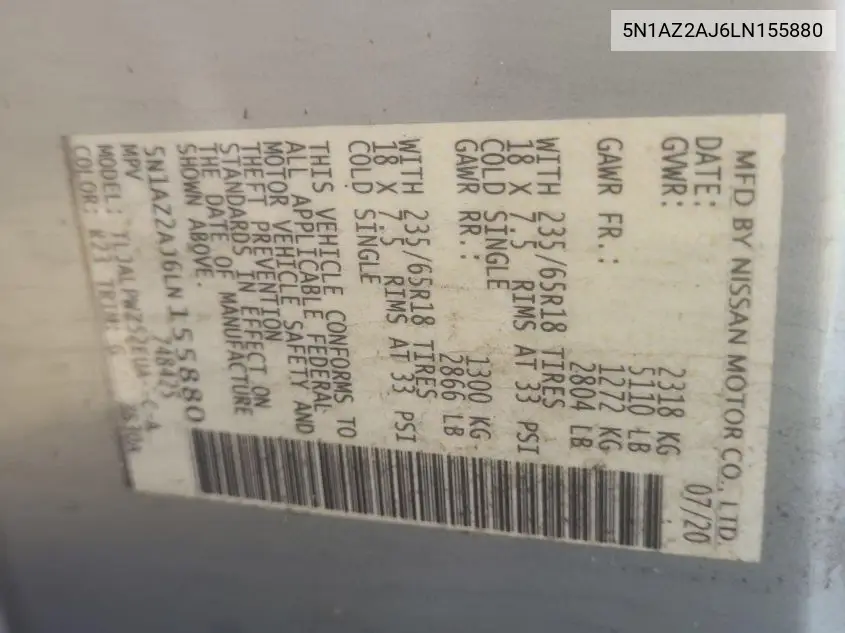 5N1AZ2AJ6LN155880
MFD BY NISSAN MOTOR CO., LTD.
DATE: 07/20
GVWR: 2318 KG
5110 LB
GAWR FR.: 1272 KG
2804 LB
WITH 235/65R18 TIRES
18 X 7.5 RIMS AT 33 PSI
COLD SINGLE
GAWR RR.: 1300 KG
2866 LB
WITH 235/65R18 TIRES
18 X 7.5 RIMS AT 33 PSI
COLD SINGLE
THIS VEHICLE CONFORMS TO
ALL APPLICABLE FEDERAL
MOTOR VEHICLE SAFETY AND
THEFT PREVENTION
STANDARDS IN EFFECT ON
THE DATE OF MANUFACTURE
SHOWN ABOVE.
5N1AZ2AJ6LN155880
MPV 748425
MODEL:
COLOR: K23 TRIM: G